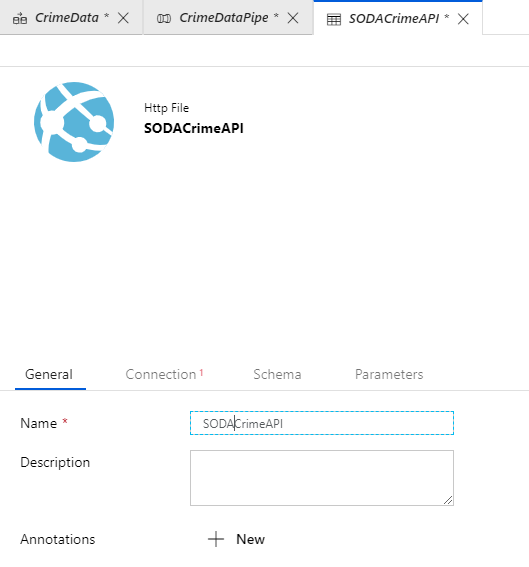 CrimeData * CrimeDataPipe * SODACrimeAPI *
Http File
SODACrimeAPI
General Connection 1 Schema Parameters
Name * SODACrimeAPI
Description
Annotations + New